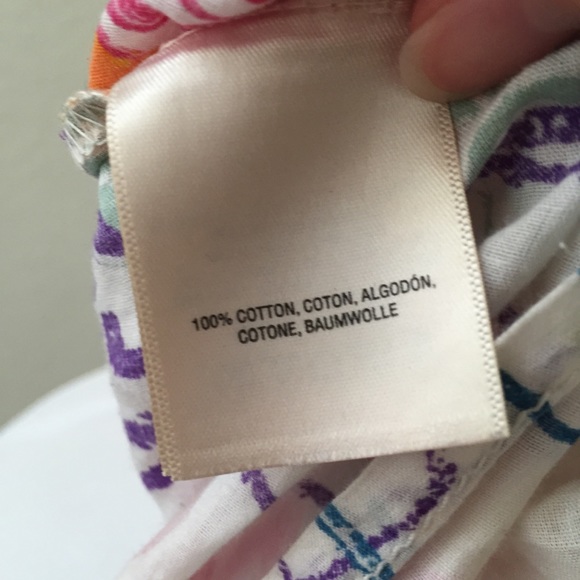 100% COTTON, COTON, ALGODÓN,
COTONE, BAUMWOLLE